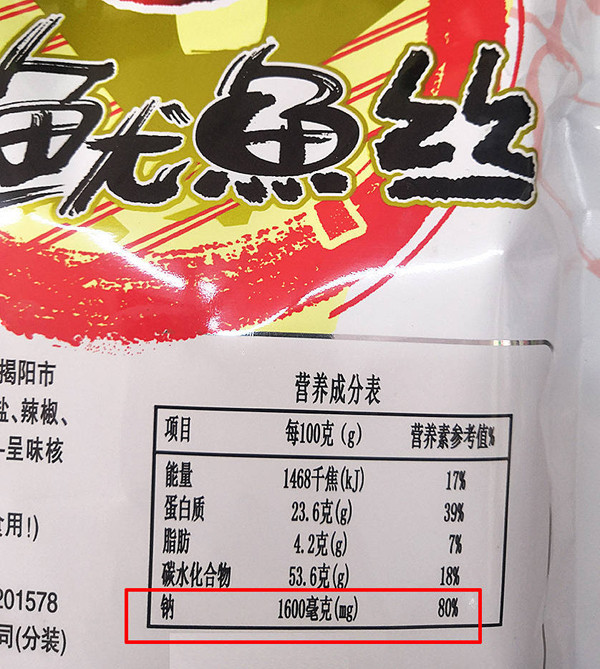 鱿鱼丝
揭阳市
盐、辣椒、
呈味核
食用!)
201578
司(分装)
营养成分表
项目 每100克(g) 营养素参考值%
能量 1468千焦(kJ) 17%
蛋白质 23.6克(g) 39%
脂肪 4.2克(g) 7%
碳水化合物 53.6克(g) 18%
钠 1600毫克(mg) 80%